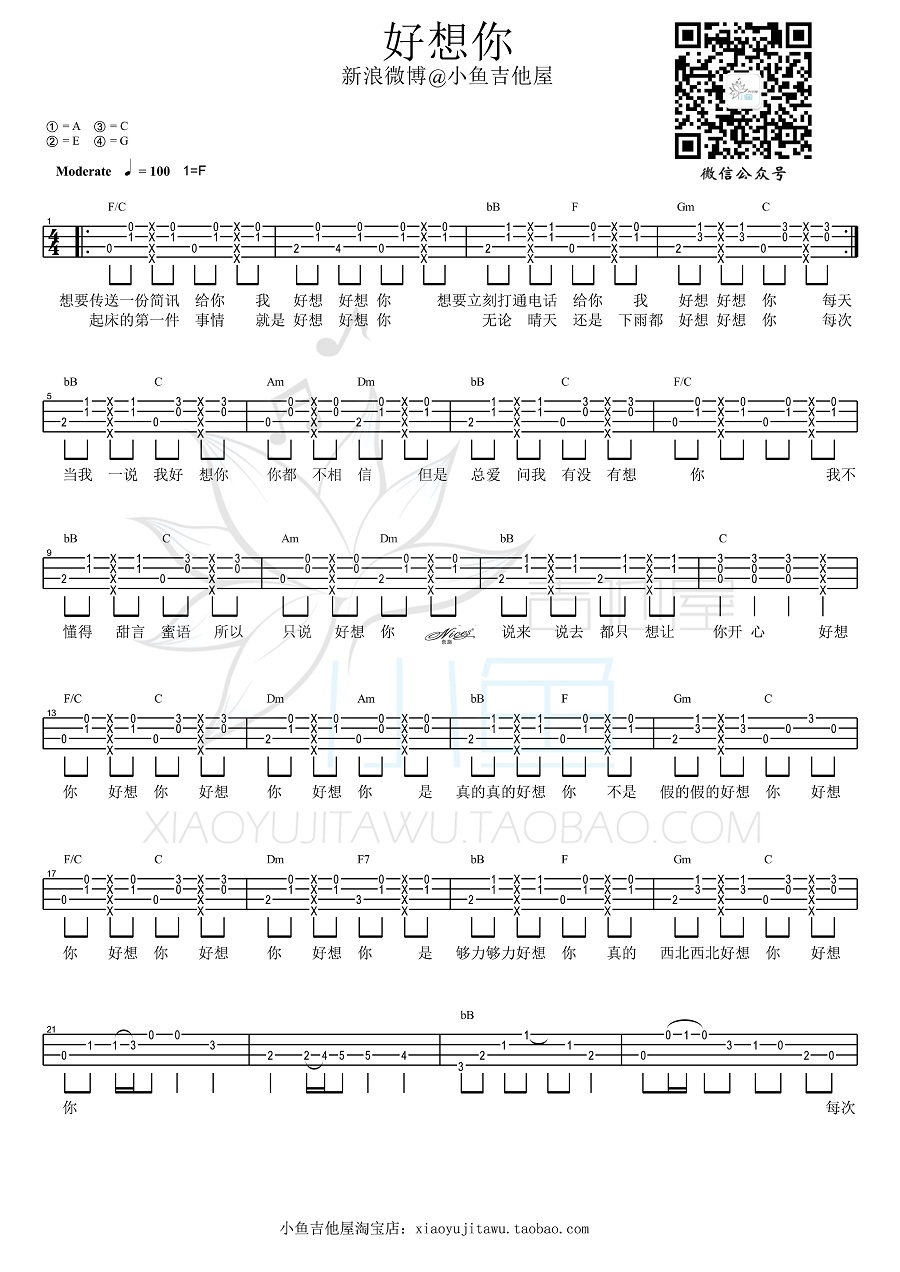 好想你
新浪微博@小鱼吉他屋
微信公众号
①=A ③=C
②=E ④=G
Moderate ♩=100 1=F
F/C bB F Gm C
1
4/4
想要传送一份简讯 给你 我 好想 好想 你 想要立刻打通电话 给你 我 好想 好想 你 每天
起床的第一件 事情 就是 好想 好想 你 无论 晴天 还是 下雨都 好想 好想 你 每次
bB C Am Dm bB C F/C
5
当我 一说 我好 想你 你都 不相 信 但是 总爱 问我 有没 有想 你 我不
bB C Am Dm bB C
9
懂得 甜言 蜜语 所以 只说 好想 你 说来 说去 都只 想让 你开 心 好想
吉他屋
小鱼
F/C C Dm Am bB F Gm C
13
你 好想 你 好想 你 好想 你 是 真的真的好想 你 不是 假的假的好想 你 好想
XIAOYUJITAWU.TAOBAO.COM
F/C C Dm F7 bB F Gm C
17
你 好想 你 好想 你 好想 你 是 够力够力好想 你 真的 西北西北好想 你 好想
bB
21
你 每次
小鱼吉他屋淘宝店：xiaoyujitawu.taobao.com